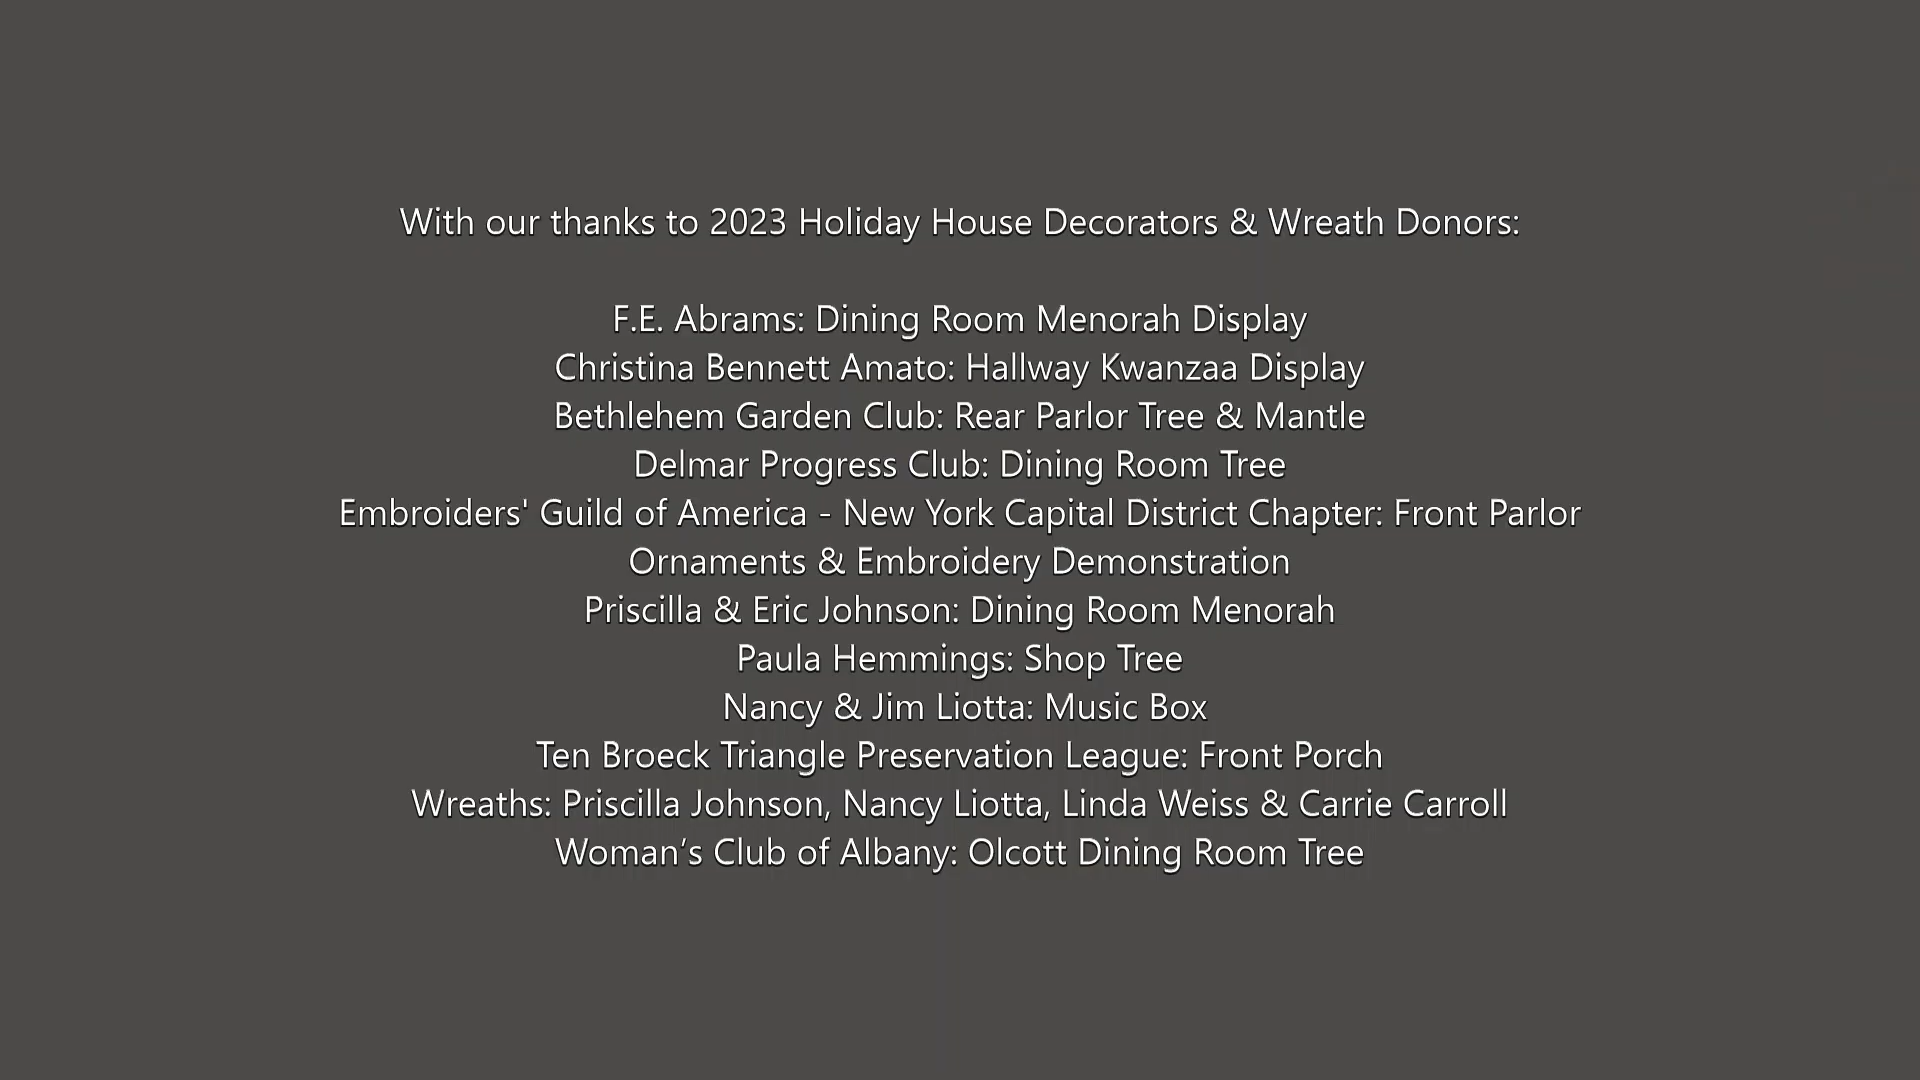 With our thanks to 2023 Holiday House Decorators & Wreath Donors:
F.E. Abrams: Dining Room Menorah Display
Christina Bennett Amato: Hallway Kwanzaa Display
Bethlehem Garden Club: Rear Parlor Tree & Mantle
Delmar Progress Club: Dining Room Tree
Embroiders' Guild of America - New York Capital District Chapter: Front Parlor
Ornaments & Embroidery Demonstration
Priscilla & Eric Johnson: Dining Room Menorah
Paula Hemmings: Shop Tree
Nancy & Jim Liotta: Music Box
Ten Broeck Triangle Preservation League: Front Porch
Wreaths: Priscilla Johnson, Nancy Liotta, Linda Weiss & Carrie Carroll
Woman’s Club of Albany: Olcott Dining Room Tree